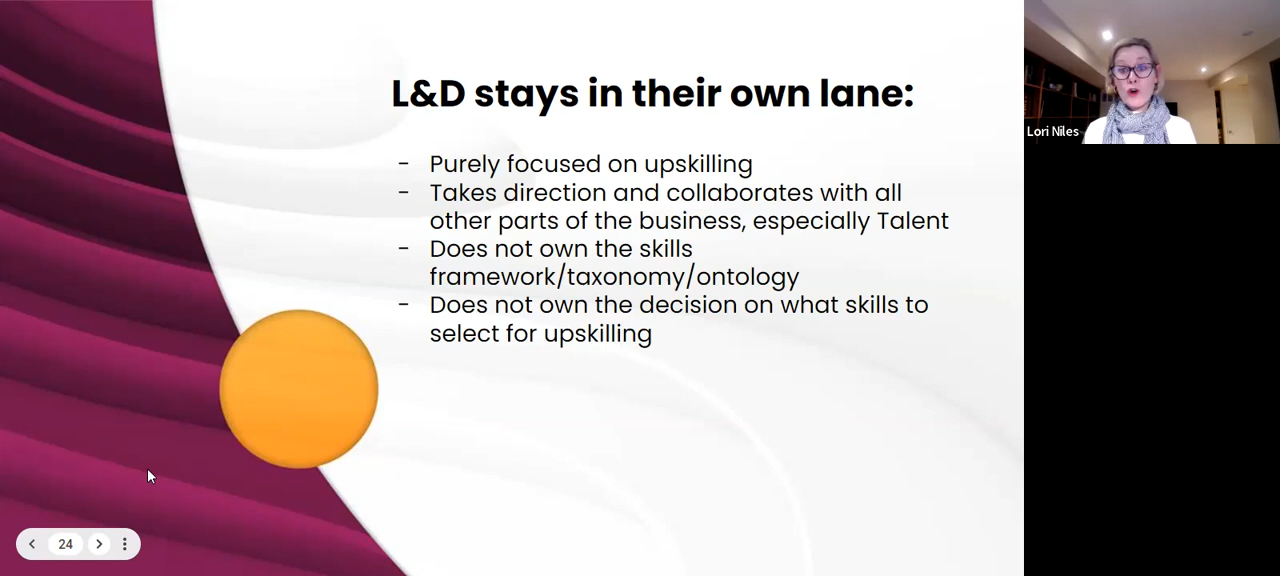 L&D stays in their own lane:
- Purely focused on upskilling
- Takes direction and collaborates with all
other parts of the business, especially Talent
- Does not own the skills
framework/taxonomy/ontology
- Does not own the decision on what skills to
select for upskilling
Lori Niles
24